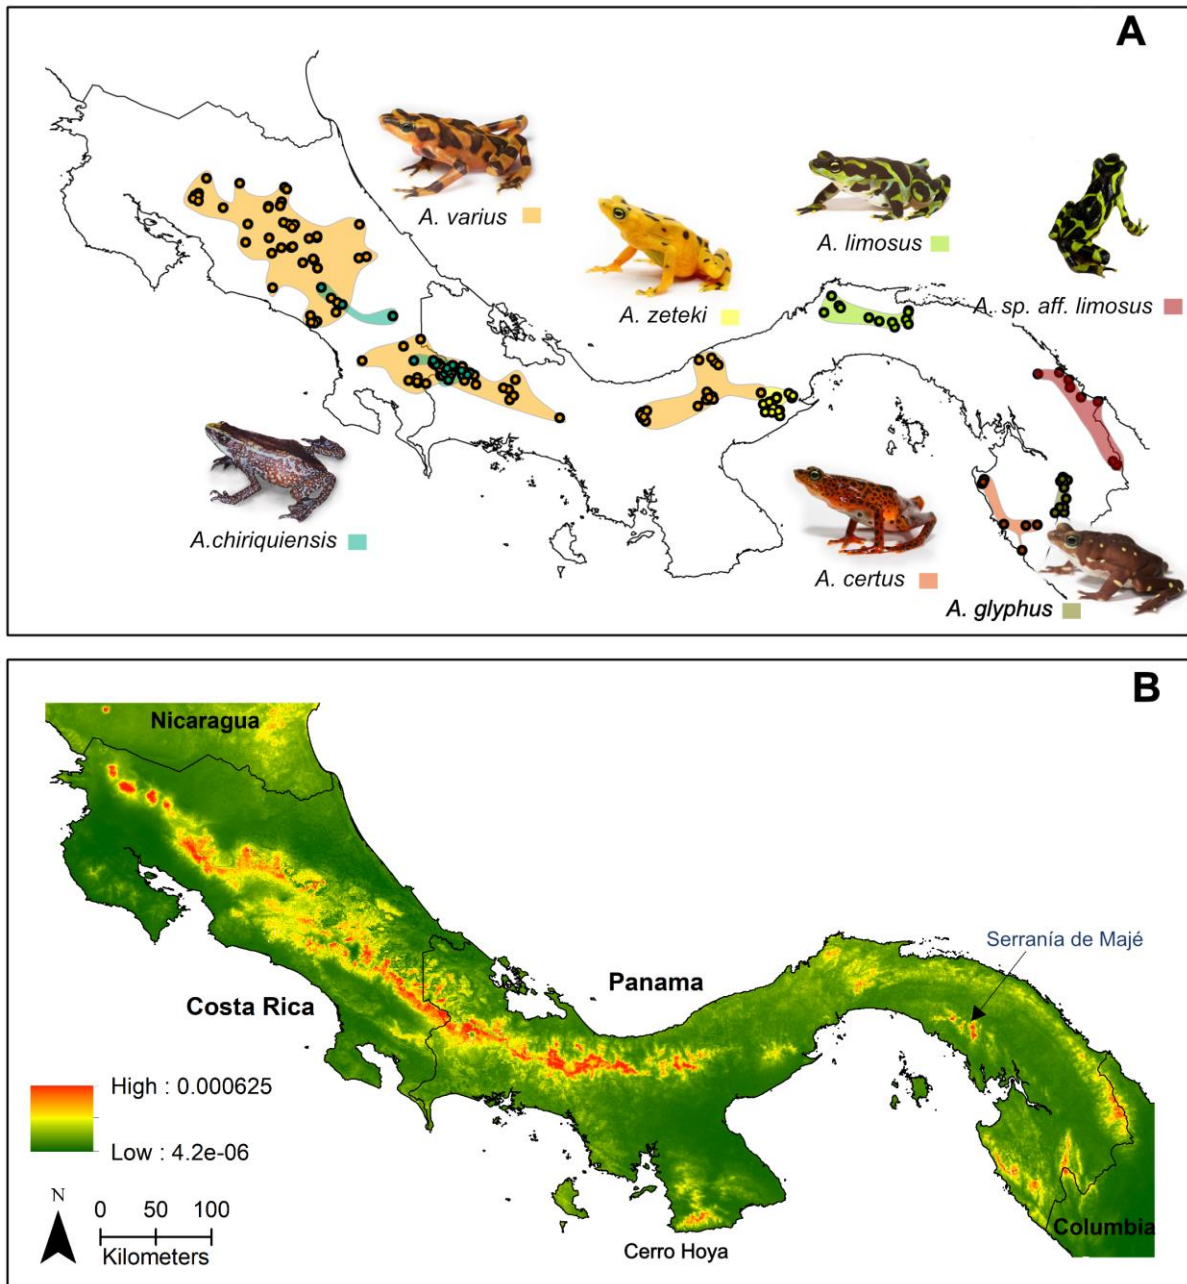 A
A. varius
A. limosus
A. zeteki
A. sp. aff. limosus
A.chiriquiensis
A. certus
A. glyphus
B
Nicaragua
Serranía de Majé
Panama
Costa Rica
High : 0.000625
Low : 4.2e-06
N
0 50 100
Kilometers
Columbia
Cerro Hoya